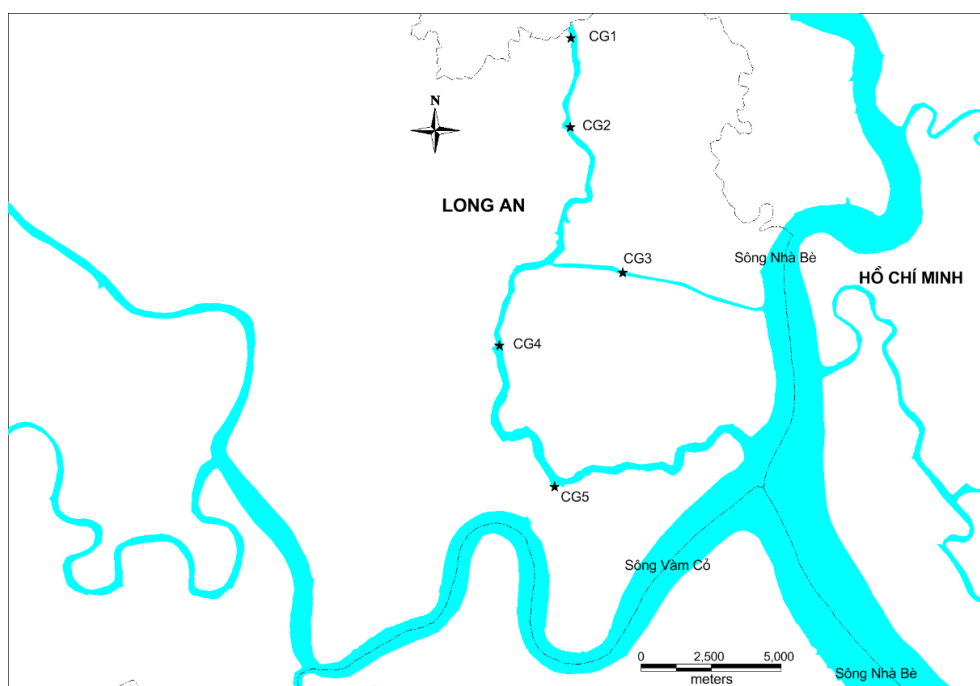 CG1
N
CG2
LONG AN
CG3
Sông Nhà Bè
HỒ CHÍ MINH
CG4
CG5
Sông Vàm Cỏ
0 2,500 5,000
meters
Sông Nhà Bè